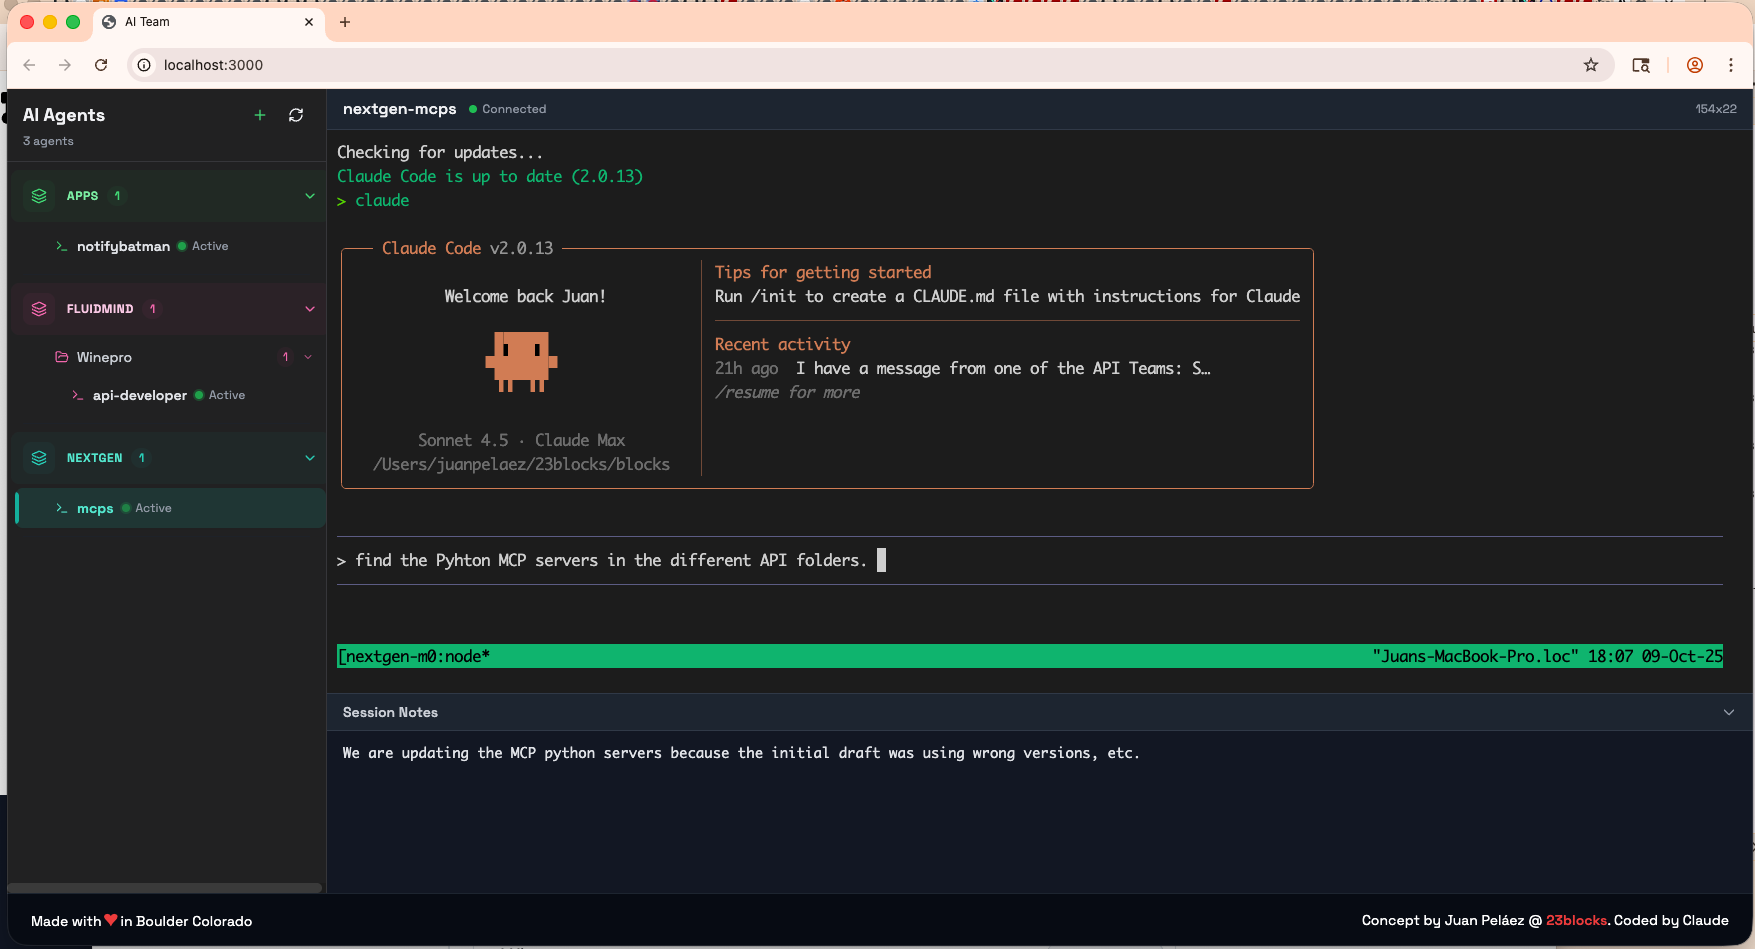 AI Team
localhost:3000
AI Agents
3 agents
APPS 1
notifybatman Active
FLUIDMIND 1
Winepro 1
api-developer Active
NEXTGEN 1
mcps Active
nextgen-mcps Connected 154x22
Checking for updates...
Claude Code is up to date (2.0.13)
> claude
Claude Code v2.0.13
Welcome back Juan!
Sonnet 4.5 · Claude Max
/Users/juanpelaez/23blocks/blocks
Tips for getting started
Run /init to create a CLAUDE.md file with instructions for Claude
Recent activity
21h ago I have a message from one of the API Teams: S…
/resume for more
> find the Pyhton MCP servers in the different API folders.
[nextgen-m0:node* "Juans-MacBook-Pro.loc" 18:07 09-Oct-25
Session Notes
We are updating the MCP python servers because the initial draft was using wrong versions, etc.
Made with ❤ in Boulder Colorado
Concept by Juan Peláez @ 23blocks. Coded by Claude